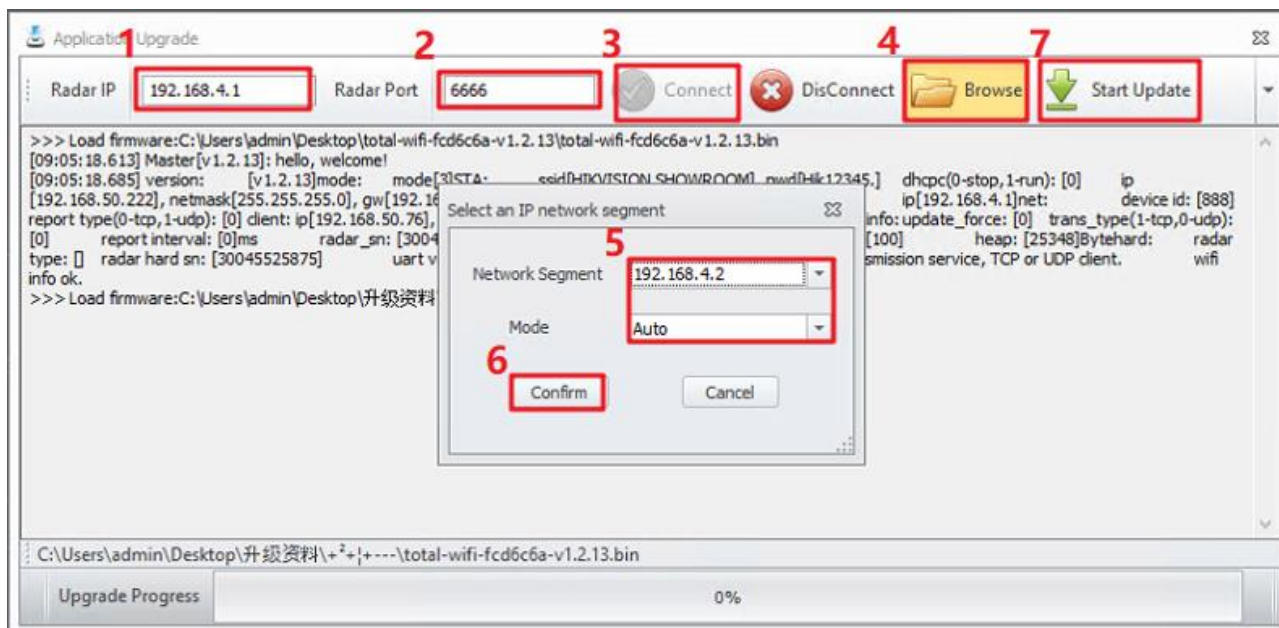 Application Upgrade
1 2 3 4 7
Radar IP 192.168.4.1 Radar Port 6666 Connect DisConnect Browse Start Update
>>> Load firmware:C:\Users\admin\Desktop\total-wifi-fcd6c6a-v1.2.13\total-wifi-fcd6c6a-v1.2.13.bin
[09:05:18.613] Master[v1.2.13]: hello, welcome!
[09:05:18.685] version: [v1.2.13]mode: mode[3]STA: ssid[HIKVISION SHOWROOM], pwd[Hik12345.] dhcpc(0-stop,1-run): [0] ip
[192.168.50.222], netmask[255.255.255.0], gw[192.16 ip[192.168.4.1]net: device id: [888]
report type(0-tcp,1-udp): [0] client: ip[192.168.50.76], info:update_force: [0] trans_type(1-tcp,0-udp):
[0] report interval: [0]ms radar_sn: [3004 [100] heap: [25348]Bytehard: radar
type: [] radar hard sn: [30045525875] uart v smission service, TCP or UDP client. wifi
info ok.
>>> Load firmware:C:\Users\admin\Desktop\升级资料
Select an IP network segment
5
Network Segment 192.168.4.2
Mode Auto
6
Confirm Cancel
C:\Users\admin\Desktop\升级资料\+²+¦+---\total-wifi-fcd6c6a-v1.2.13.bin
Upgrade Progress 0%